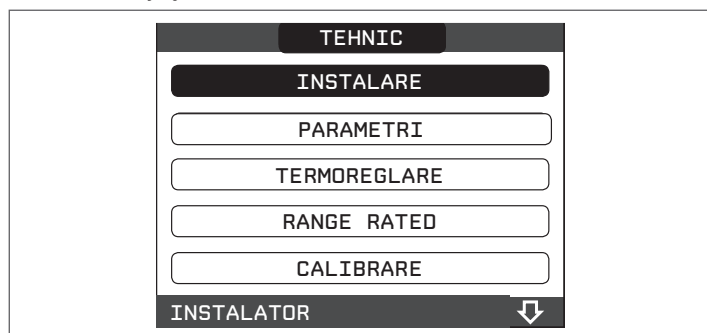 TEHNIC
INSTALARE
PARAMETRI
TERMOREGLARE
RANGE RATED
CALIBRARE
INSTALATOR